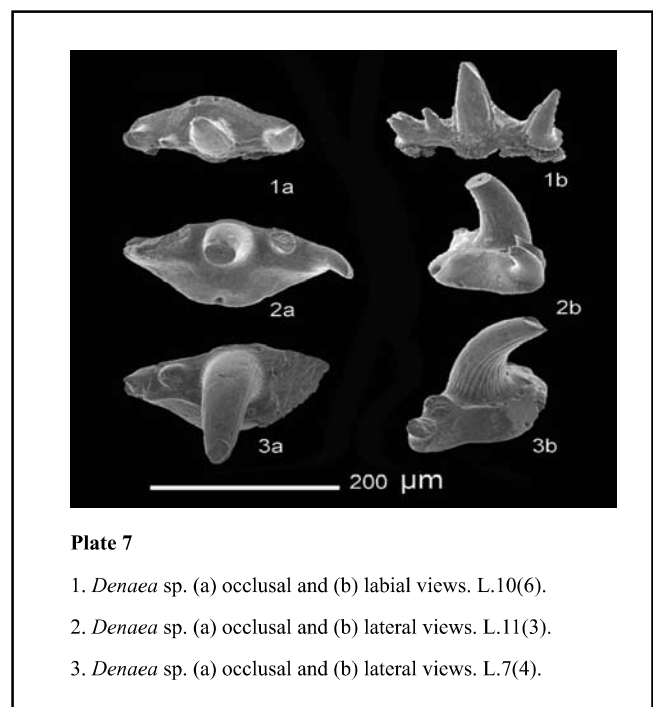 1a
1b
2a
2b
3a
3b
200 µm
Plate 7
1. Denaea sp. (a) occlusal and (b) labial views. L.10(6).
2. Denaea sp. (a) occlusal and (b) lateral views. L.11(3).
3. Denaea sp. (a) occlusal and (b) lateral views. L.7(4).